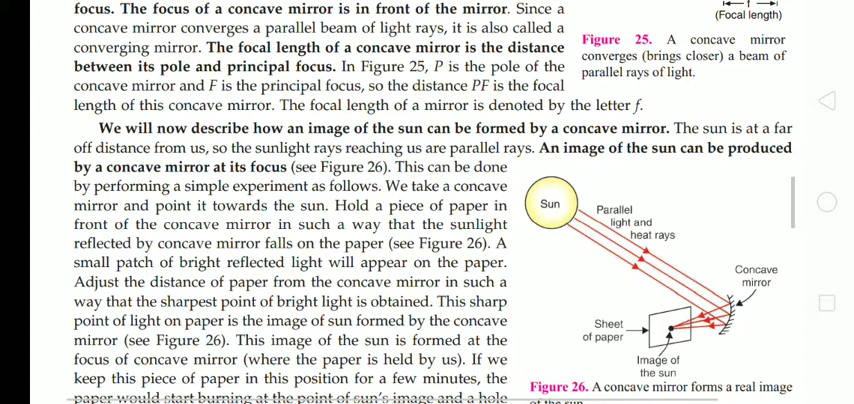 focus. The focus of a concave mirror is in front of the mirror. Since a
concave mirror converges a parallel beam of light rays, it is also called a
converging mirror. The focal length of a concave mirror is the distance
between its pole and principal focus. In Figure 25, P is the pole of the
concave mirror and F is the principal focus, so the distance PF is the focal
length of this concave mirror. The focal length of a mirror is denoted by the letter f.
f
(Focal length)
Figure 25. A concave mirror
converges (brings closer) a beam of
parallel rays of light.
We will now describe how an image of the sun can be formed by a concave mirror. The sun is at a far
off distance from us, so the sunlight rays reaching us are parallel rays. An image of the sun can be produced
by a concave mirror at its focus (see Figure 26). This can be done
by performing a simple experiment as follows. We take a concave
mirror and point it towards the sun. Hold a piece of paper in
front of the concave mirror in such a way that the sunlight
reflected by concave mirror falls on the paper (see Figure 26). A
small patch of bright reflected light will appear on the paper.
Adjust the distance of paper from the concave mirror in such a
way that the sharpest point of bright light is obtained. This sharp
point of light on paper is the image of sun formed by the concave
mirror (see Figure 26). This image of the sun is formed at the
focus of concave mirror (where the paper is held by us). If we
keep this piece of paper in this position for a few minutes, the
paper would start burning at the point of sun's image and a hole
Sun
Parallel
light and
heat rays
Concave
mirror
Sheet
of paper
Image of
the sun
Figure 26. A concave mirror forms a real image
of the sun